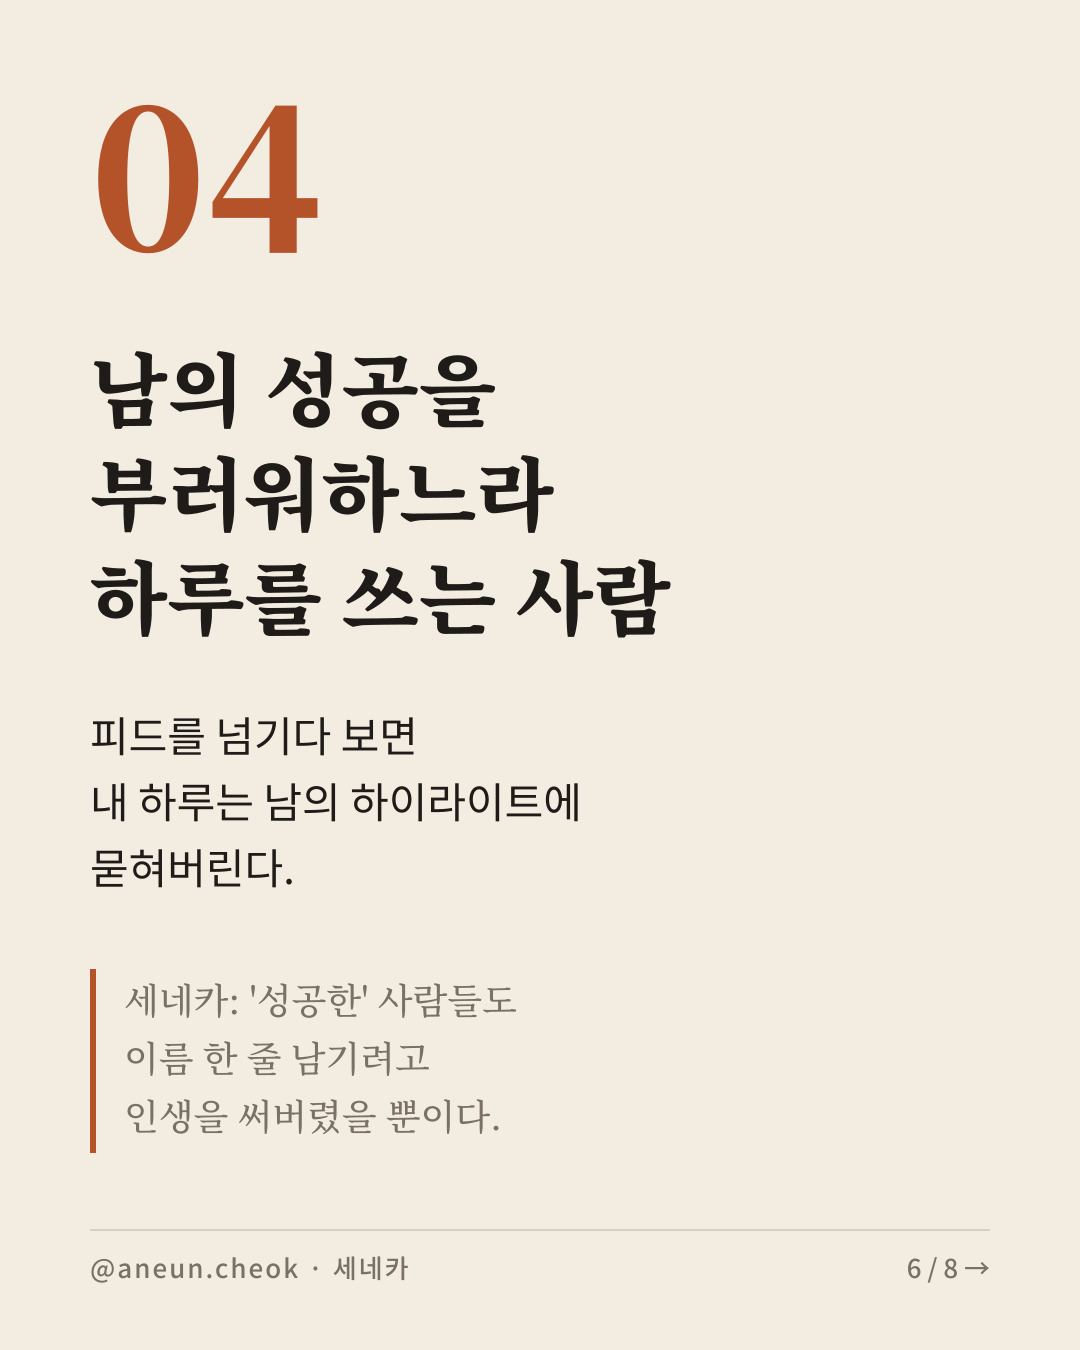 04
남의 성공을
부러워하느라
하루를 쓰는 사람
피드를 넘기다 보면
내 하루는 남의 하이라이트에
묻혀버린다.
세네카: '성공한' 사람들도
이름 한 줄 남기려고
인생을 써버렸을 뿐이다.
@aneun.cheok · 세네카
6 / 8 →